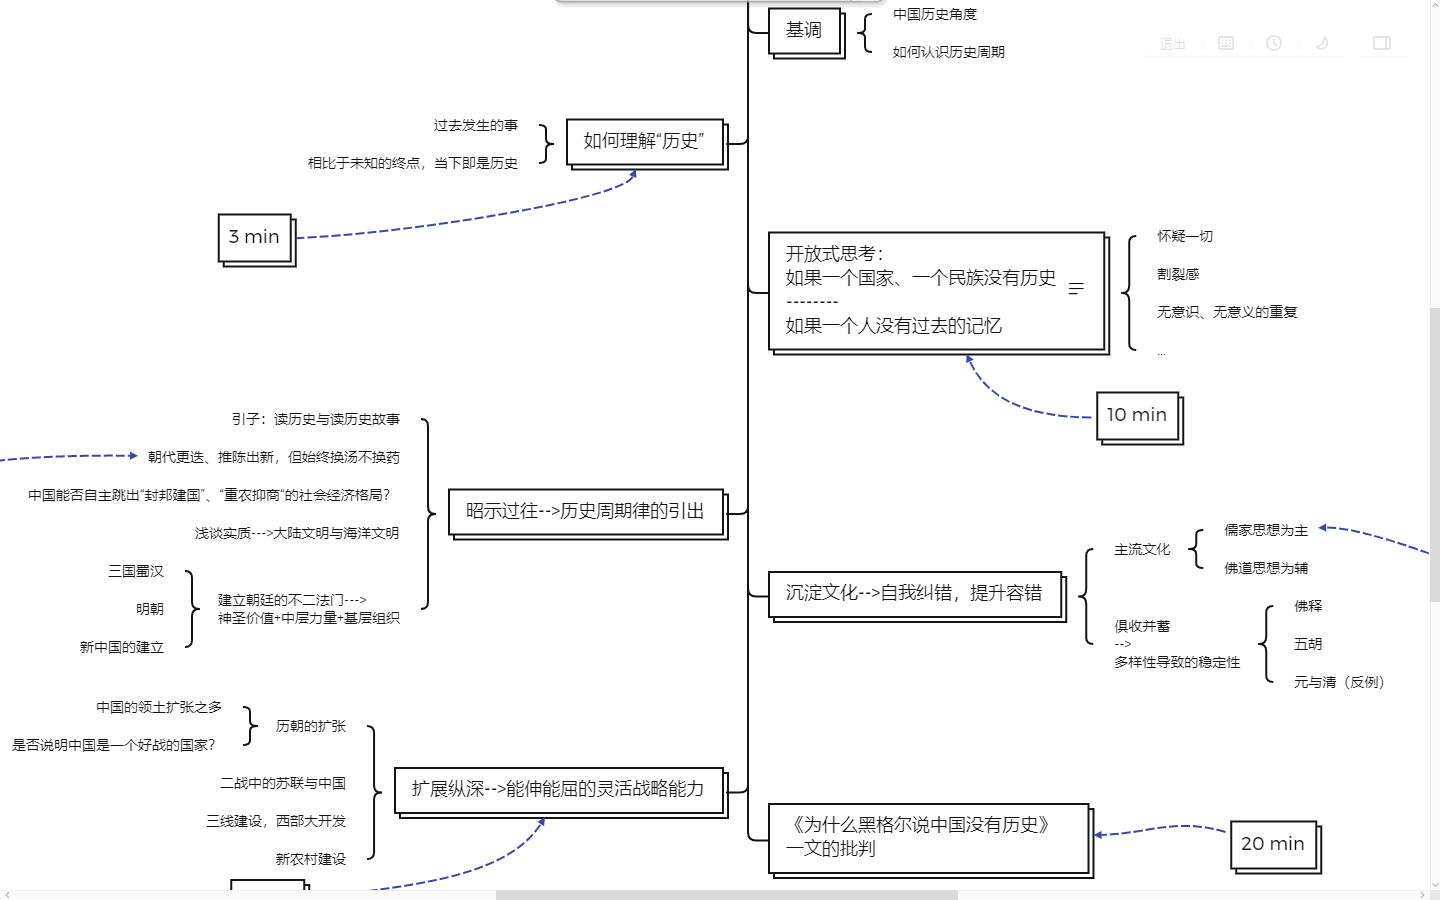 基调
中国历史角度
如何认识历史周期
退出
过去发生的事
相比于未知的终点，当下即是历史
如何理解“历史”
3 min
开放式思考：
如果一个国家、一个民族没有历史
--------
如果一个人没有过去的记忆
怀疑一切
割裂感
无意识、无意义的重复
...
10 min
引子：读历史与读历史故事
朝代更迭、推陈出新，但始终换汤不换药
中国能否自主跳出“封邦建国”、“重农抑商“的社会经济格局？
浅谈实质--->大陆文明与海洋文明
三国蜀汉
明朝
新中国的建立
建立朝廷的不二法门--->
神圣价值+中层力量+基层组织
昭示过往-->历史周期律的引出
沉淀文化-->自我纠错，提升容错
主流文化
儒家思想为主
佛道思想为辅
俱收并蓄
-->
多样性导致的稳定性
佛释
五胡
元与清（反例）
中国的领土扩张之多
是否说明中国是一个好战的国家？
历朝的扩张
二战中的苏联与中国
三线建设，西部大开发
新农村建设
扩展纵深-->能伸能屈的灵活战略能力
《为什么黑格尔说中国没有历史》
一文的批判
20 min